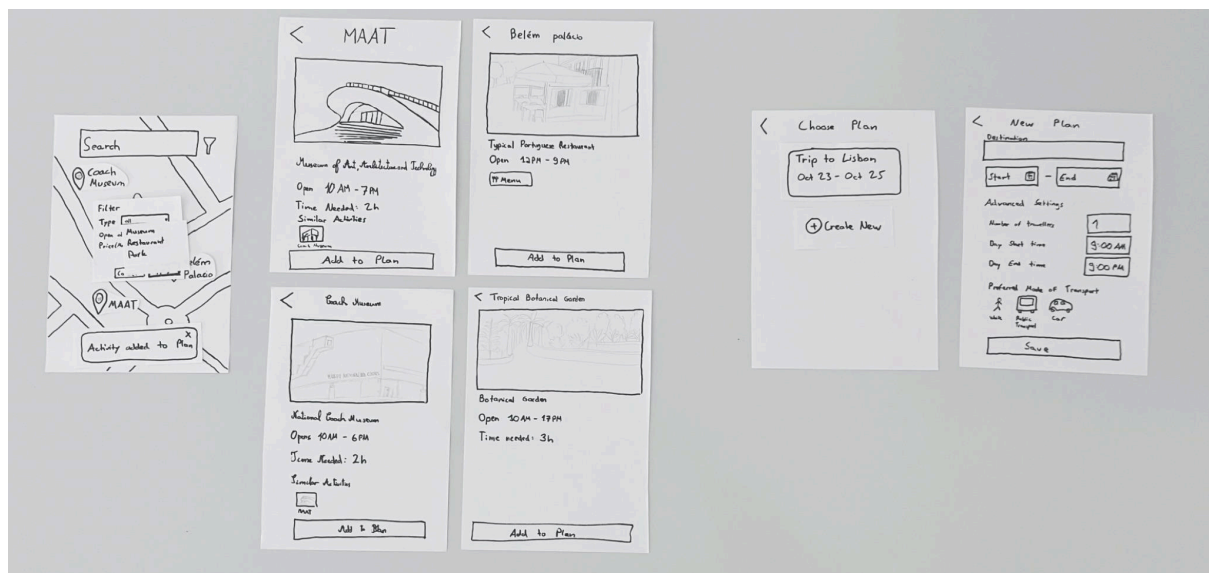 Search
Coach
Museum
Filter
Type All
Open at Museum
Restaurant
Park
Palacio
MAAT
X
Activity added to Plan
< MAAT
Museum of Art, Architecture and Technology
Open 10 AM - 7PM
Time Needed: 2h
Similar Activities
Coach Museum
Add to Plan
< Belém palácio
Typical Portuguese Restaurant
Open 12PM - 9PM
Menu
Add to Plan
< Coach Museum
National Coach Museum
Opens 10AM - 6PM
Time Needed: 2h
Similar Activities
MAAT
Add to Plan
< Tropical Botanical Garden
Botanical Garden
Open 10AM - 17PM
Time needed: 3h
Add to Plan
< Choose Plan
Trip to Lisbon
Oct 23 - Oct 25
+ Create New
< New Plan
Destination
Start - End
Advanced Settings
Number of travellers 1
Day Start time 9:00 AM
Day End time 9:00 PM
Preferred Mode of Transport
Walk Public Transport Car
Save